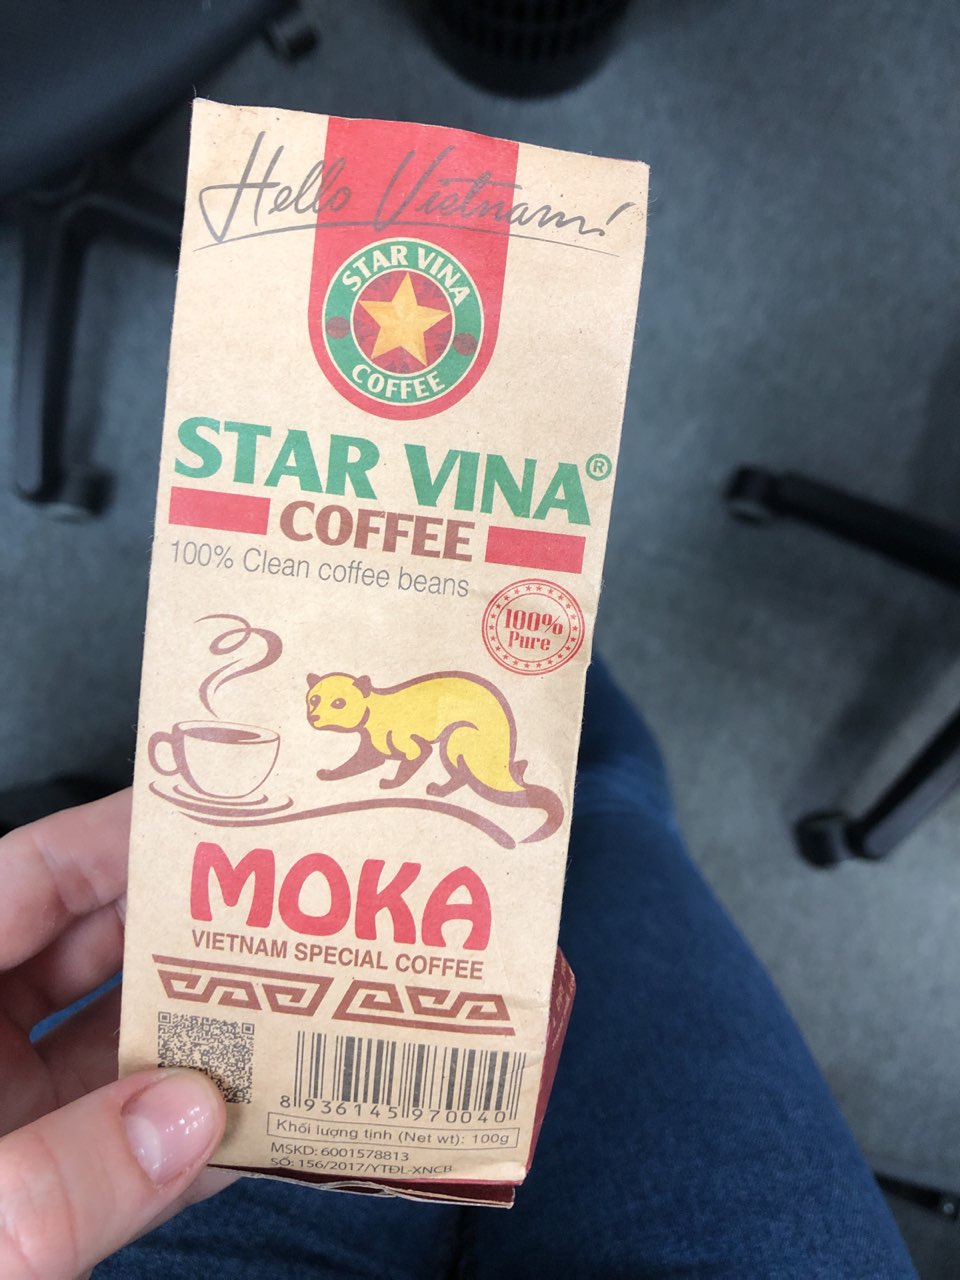 Hello Vietnam!
STAR VINA
COFFEE
STAR VINA®
COFFEE
100% Clean coffee beans
100%
Pure
MOKA
VIETNAM SPECIAL COFFEE
8 936145 970040
Khối lượng tịnh (Net wt): 100g
MSKD: 6001578813
SỐ: 156/2017/YTĐL-XNCB